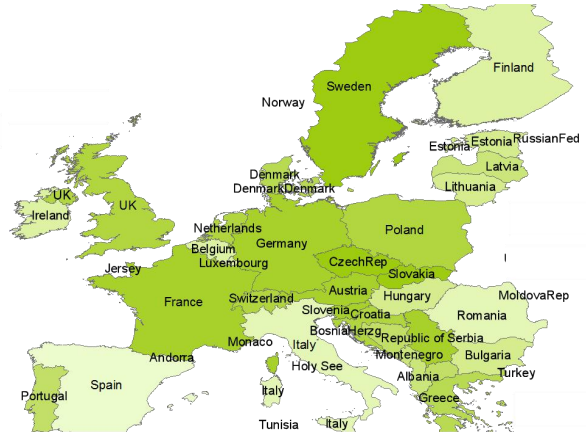 Finland
Sweden
Norway
Estonia
Estonia
RussianFed
Latvia
Lithuania
Denmark
Denmark
Denmark
UK
UK
Ireland
Netherlands
Belgium
Luxembourg
Germany
Poland
Jersey
CzechRep
Slovakia
France
Switzerland
Austria
Hungary
MoldovaRep
Slovenia
Croatia
Romania
BosniaHerzg
Republic of Serbia
Monaco
Italy
Andorra
Montenegro
Bulgaria
Holy See
Albania
Turkey
Spain
Portugal
Italy
Greece
Tunisia
Italy